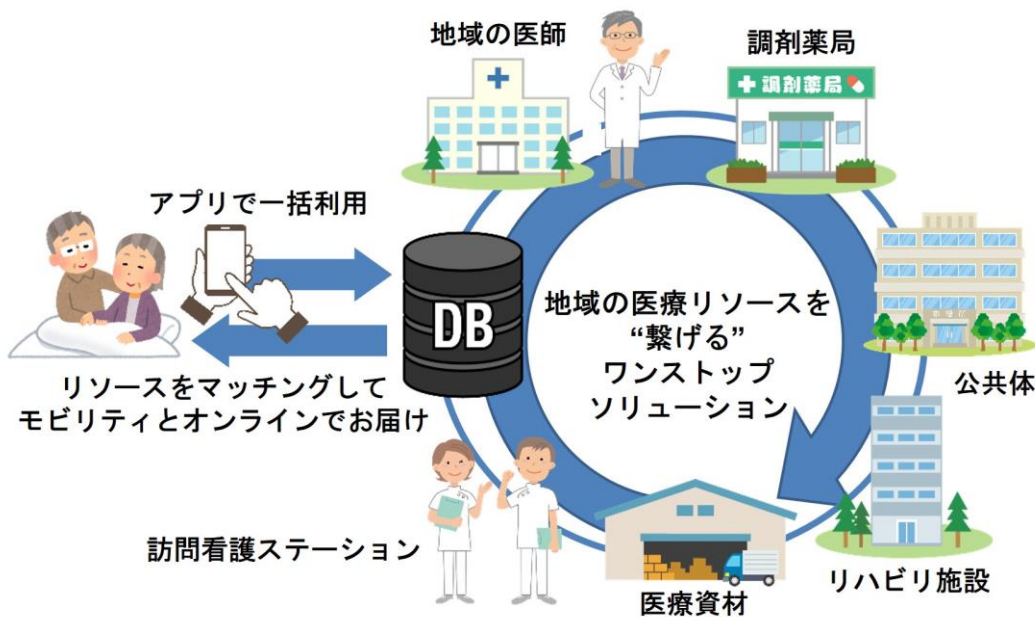 地域の医師
調剤薬局
調剤薬局
アプリで一括利用
DB
地域の医療リソースを
“繋げる”
ワンストップ
ソリューション
公共体
リソースをマッチングして
モビリティとオンラインでお届け
訪問看護ステーション
医療資材
リハビリ施設